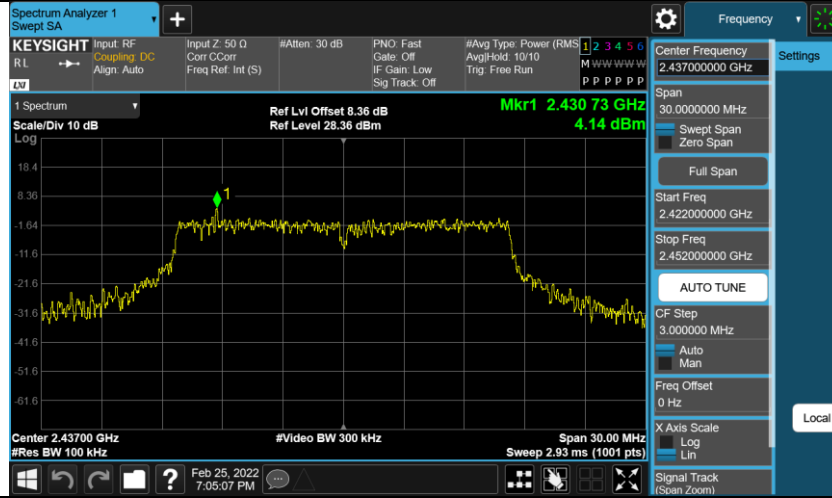 Spectrum Analyzer 1
Swept SA
+
Frequency
KEYSIGHT
RL
LXI
Input: RF
Coupling: DC
Align: Auto
Input Z: 50 Ω
Corr CCorr
Freq Ref: Int (S)
#Atten: 30 dB
PNO: Fast
Gate: Off
IF Gain: Low
Sig Track: Off
#Avg Type: Power (RMS
Avg|Hold: 10/10
Trig: Free Run
1 2 3 4 5 6
M W W W W W
P P P P P P
1 Spectrum
Scale/Div 10 dB
Log
Ref Lvl Offset 8.36 dB
Ref Level 28.36 dBm
Mkr1 2.430 73 GHz
4.14 dBm
18.4
8.36
-1.64
-11.6
-21.6
-31.6
-41.6
-51.6
-61.6
1
Center 2.43700 GHz
#Res BW 100 kHz
#Video BW 300 kHz
Span 30.00 MHz
Sweep 2.93 ms (1001 pts)
Feb 25, 2022
7:05:07 PM
Center Frequency
2.437000000 GHz
Span
30.0000000 MHz
Swept Span
Zero Span
Full Span
Start Freq
2.422000000 GHz
Stop Freq
2.452000000 GHz
AUTO TUNE
CF Step
3.000000 MHz
Auto
Man
Freq Offset
0 Hz
X Axis Scale
Log
Lin
Signal Track
(Span Zoom)
Settings
Local